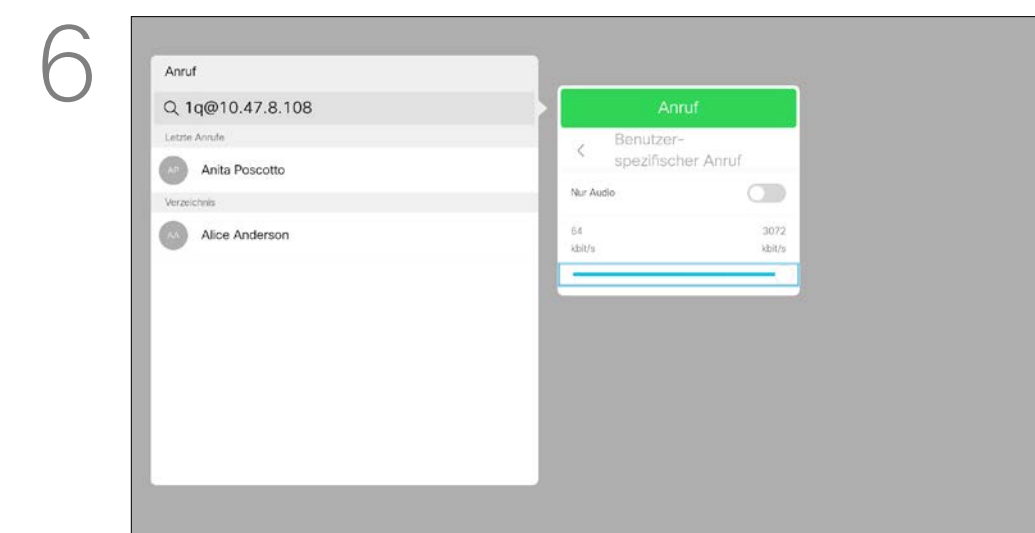 6
Anruf
1q@10.47.8.108
Letzte Anrufe
AP Anita Poscotto
Verzeichnis
AA Alice Anderson
Anruf
Benutzer-
spezifischer Anruf
Nur Audio
64 3072
kbit/s kbit/s